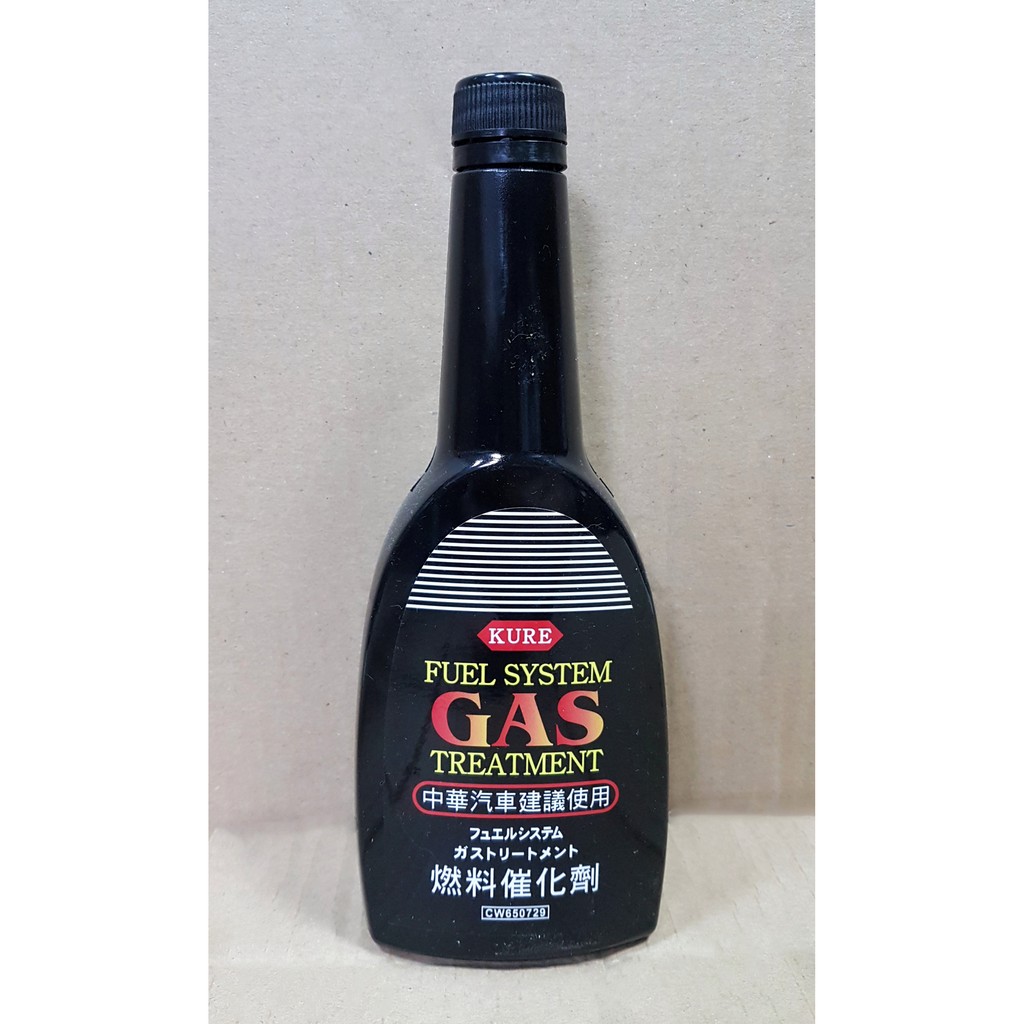 KURE
FUEL SYSTEM
GAS
TREATMENT
中華汽車建議使用
フュエルシステム
ガストリートメント
燃料催化劑
CW650729